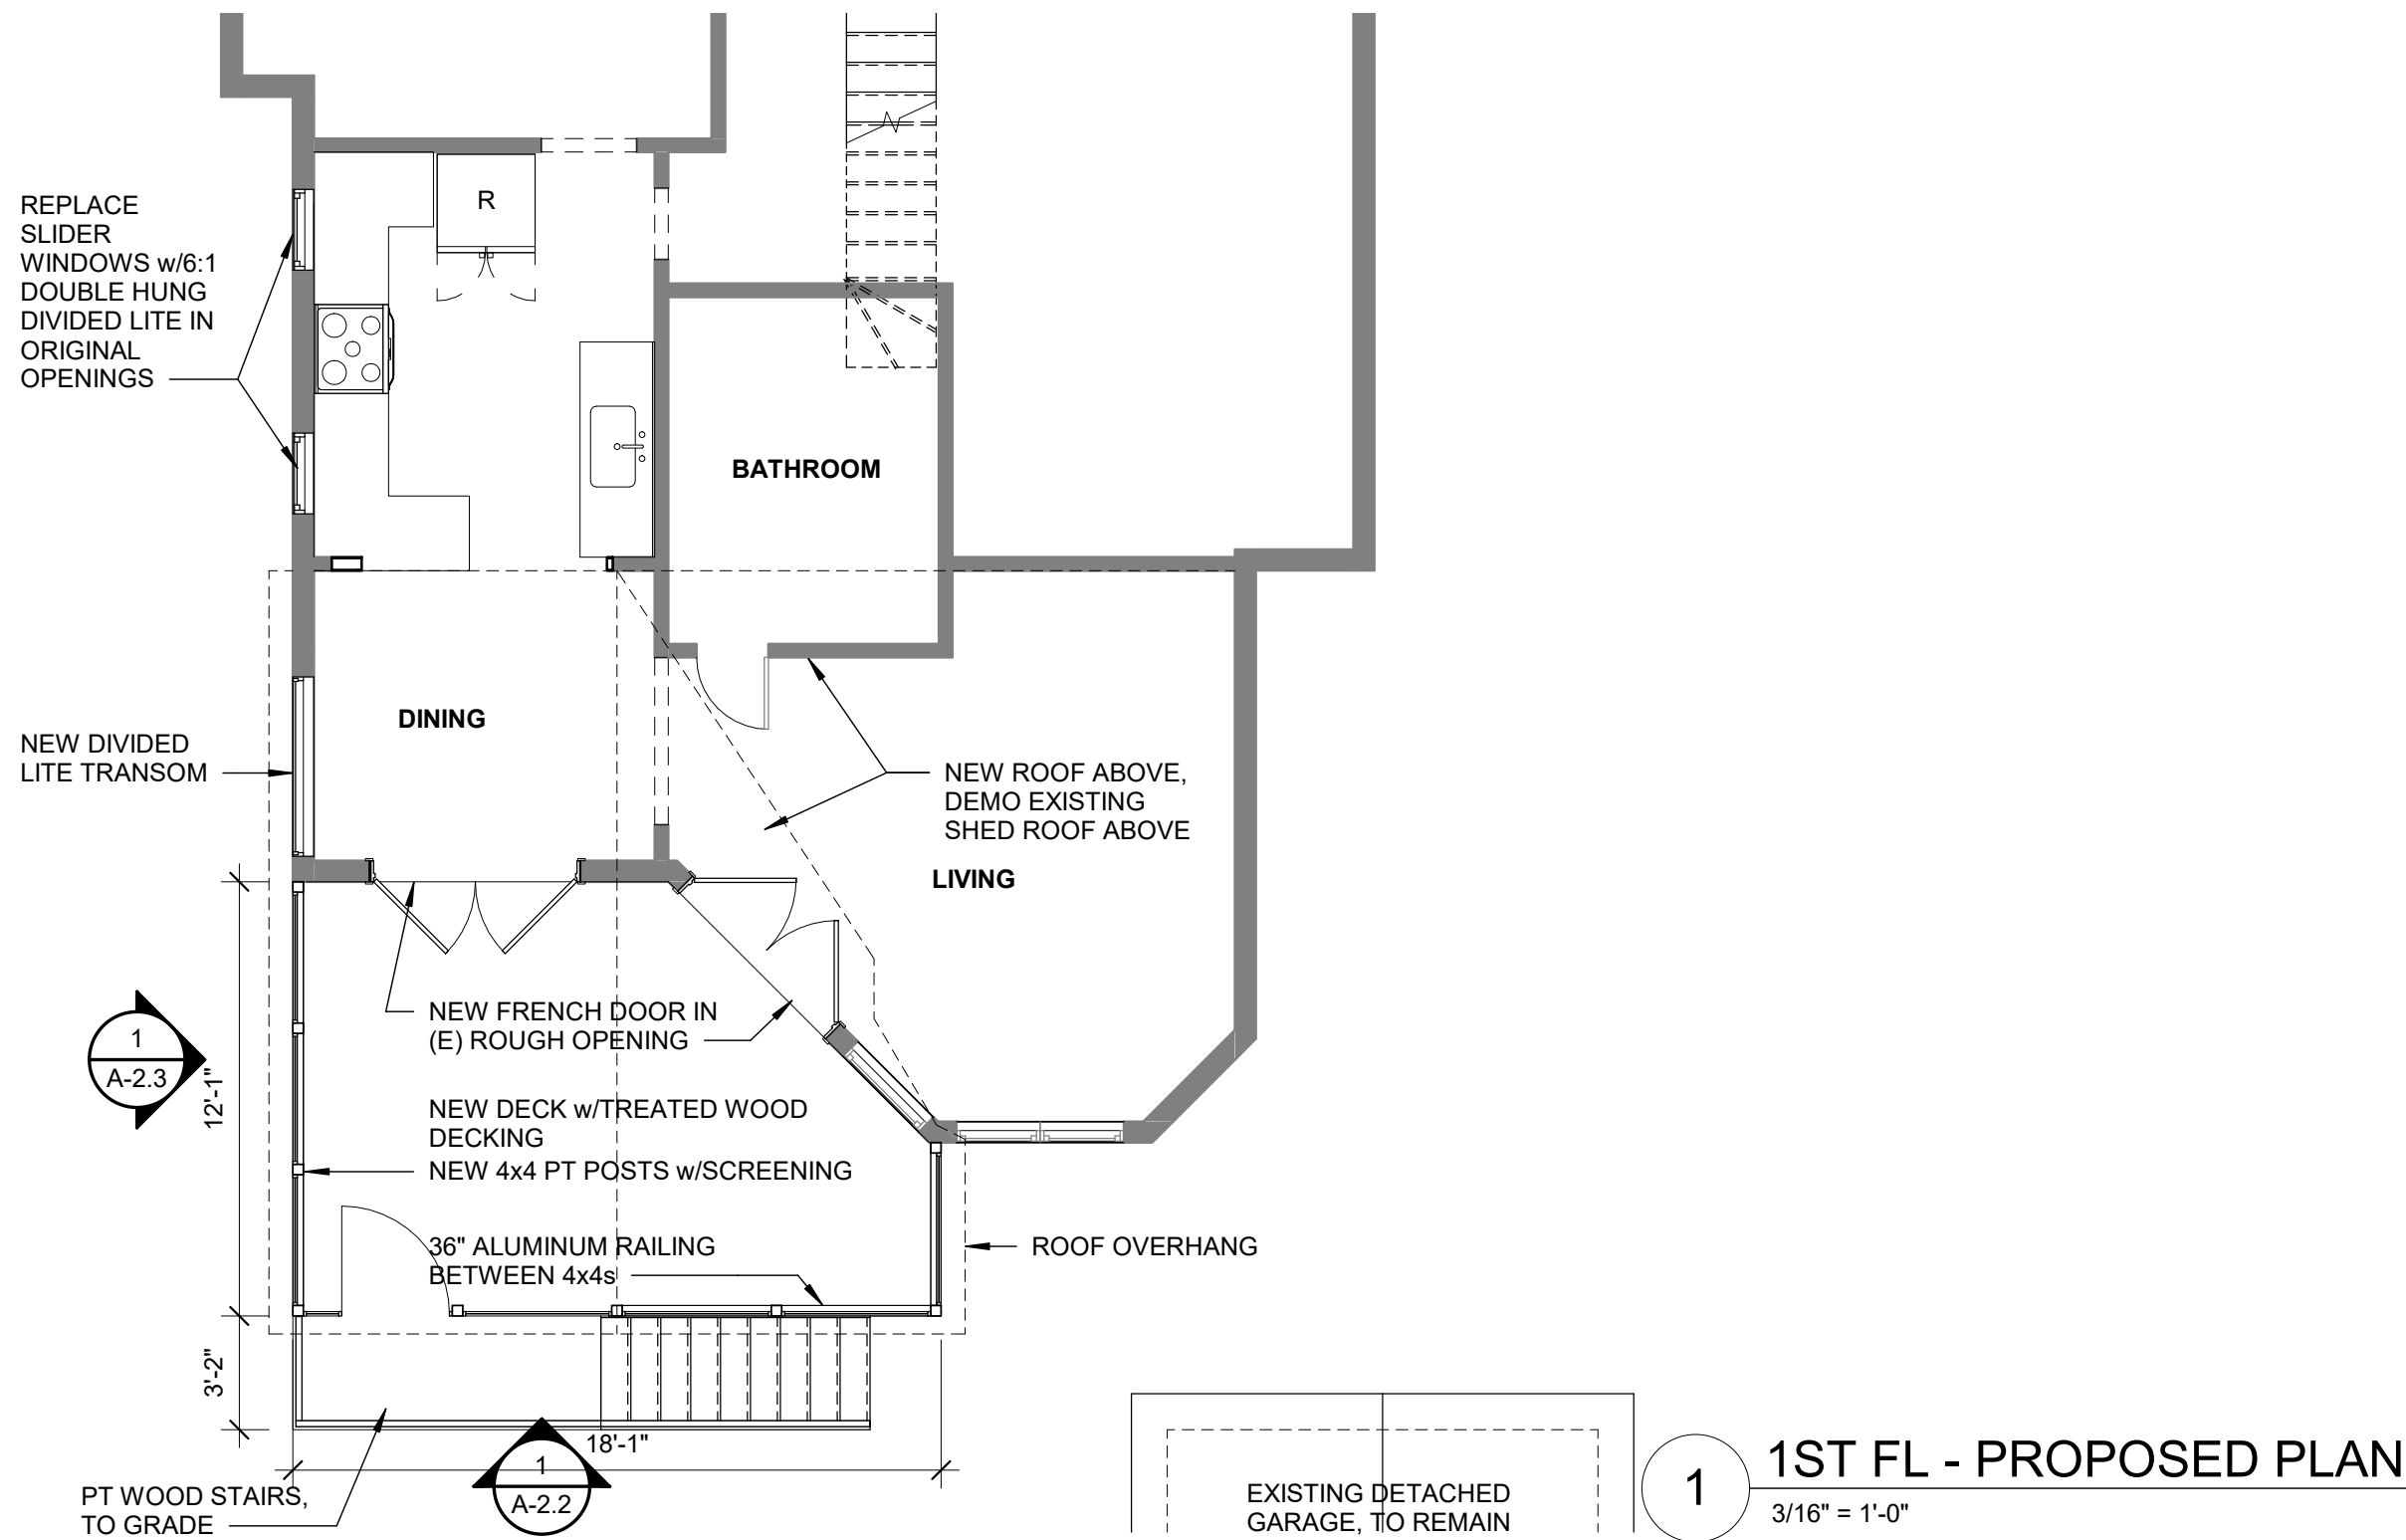 R
REPLACE
SLIDER
WINDOWS w/6:1
DOUBLE HUNG
DIVIDED LITE IN
ORIGINAL
OPENINGS
BATHROOM
DINING
NEW DIVIDED
LITE TRANSOM
NEW ROOF ABOVE,
DEMO EXISTING
SHED ROOF ABOVE
LIVING
NEW FRENCH DOOR IN
(E) ROUGH OPENING
1
A-2.3
12'-1"
NEW DECK w/TREATED WOOD
DECKING
NEW 4x4 PT POSTS w/SCREENING
36" ALUMINUM RAILING
BETWEEN 4x4s
ROOF OVERHANG
3'-2"
18'-1"
1
A-2.2
PT WOOD STAIRS,
TO GRADE
EXISTING DETACHED
GARAGE, TO REMAIN
1
1ST FL - PROPOSED PLAN
3/16" = 1'-0"